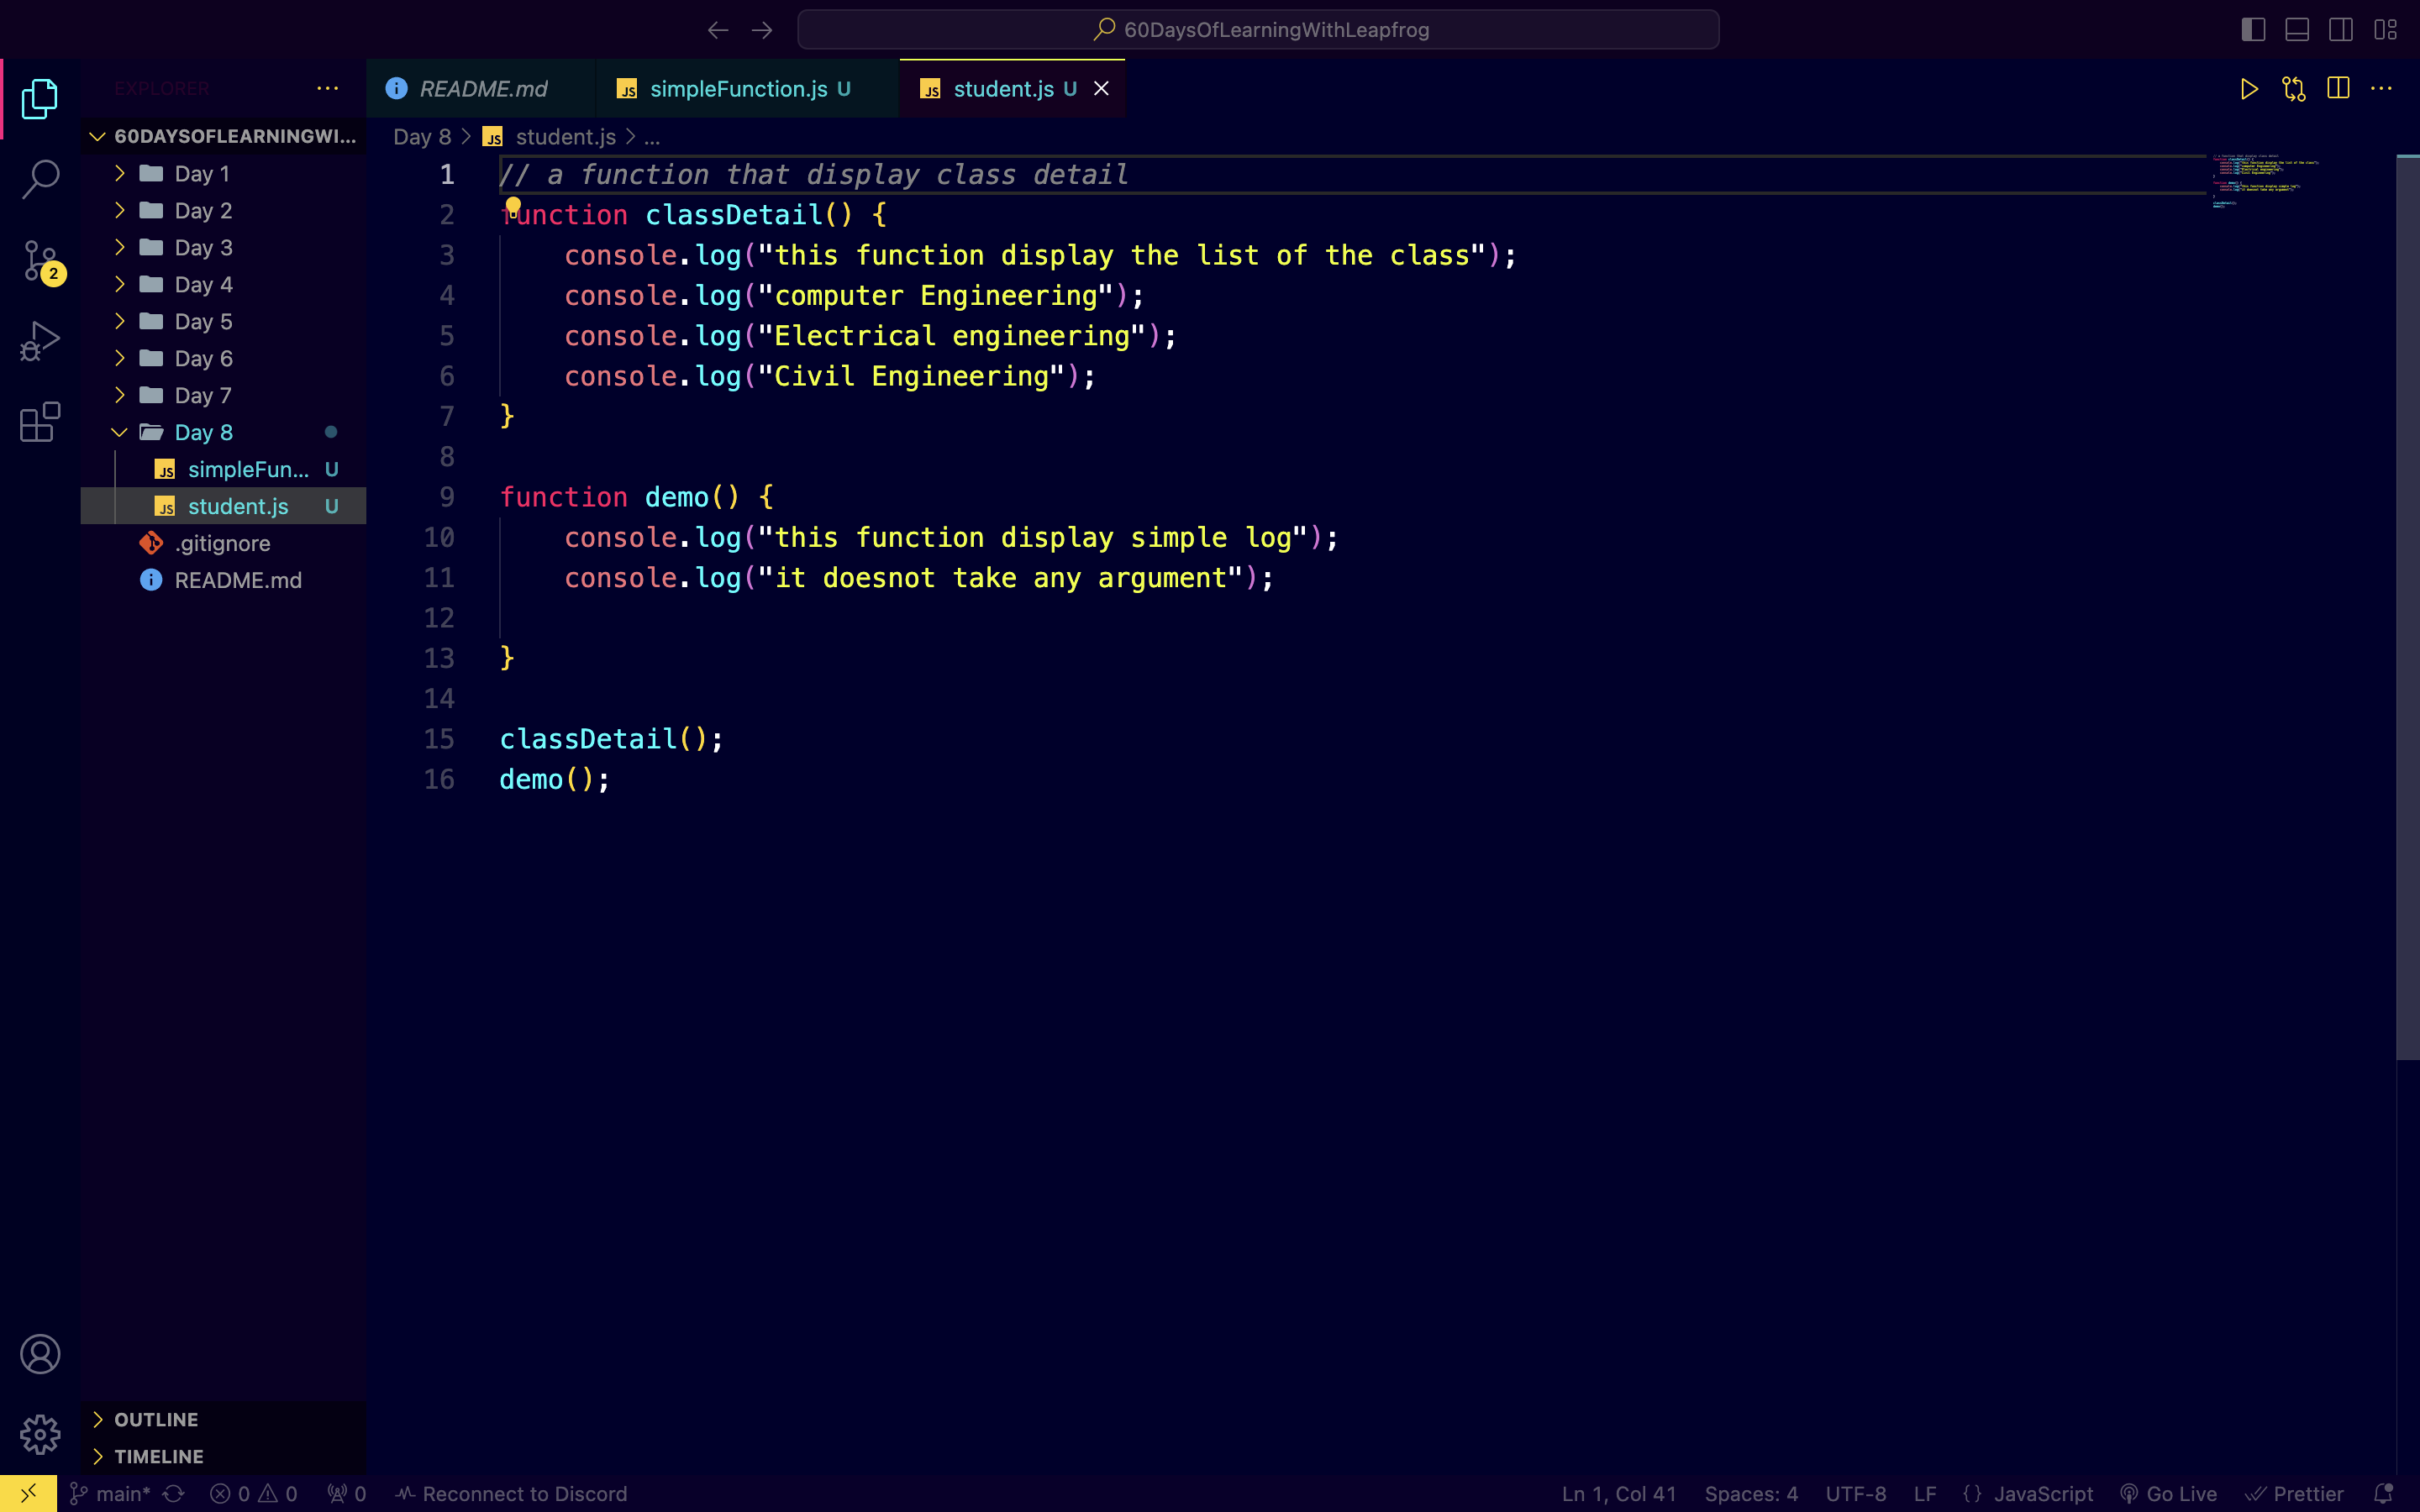 60DaysOfLearningWithLeapfrog
EXPLORER
README.md
simpleFunction.js U
student.js U
60DAYSOFLEARNINGWI...
Day 1
Day 2
Day 3
Day 4
Day 5
Day 6
Day 7
Day 8
simpleFun... U
student.js U
.gitignore
README.md
Day 8 > JS student.js > ...
1 // a function that display class detail
2 function classDetail() {
3 console.log("this function display the list of the class");
4 console.log("computer Engineering");
5 console.log("Electrical engineering");
6 console.log("Civil Engineering");
7 }
8
9 function demo() {
10 console.log("this function display simple log");
11 console.log("it doesnot take any argument");
12
13 }
14
15 classDetail();
16 demo();
2
OUTLINE
TIMELINE
main* 0 0 0 Reconnect to Discord Ln 1, Col 41 Spaces: 4 UTF-8 LF {} JavaScript Go Live Prettier